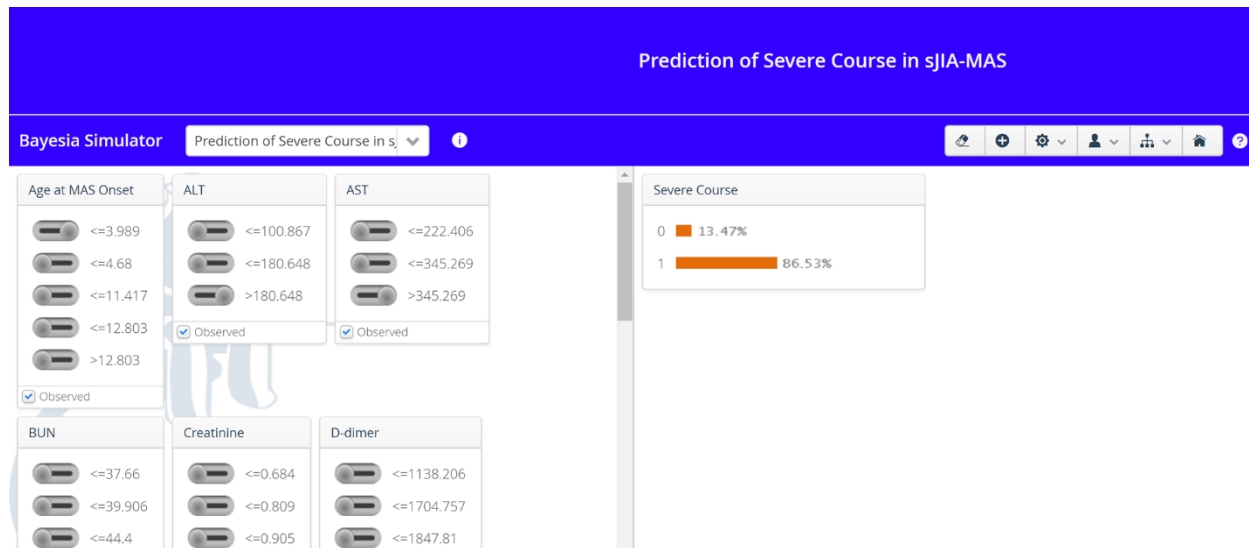 Prediction of Severe Course in sJIA-MAS
Bayesia Simulator
Prediction of Severe Course in sJ
Age at MAS Onset
<=3.989
<=4.68
<=11.417
<=12.803
>12.803
Observed
ALT
<=100.867
<=180.648
>180.648
Observed
AST
<=222.406
<=345.269
>345.269
Observed
BUN
<=37.66
<=39.906
<=44.4
Creatinine
<=0.684
<=0.809
<=0.905
D-dimer
<=1138.206
<=1704.757
<=1847.81
Severe Course
0 13.47%
1 86.53%